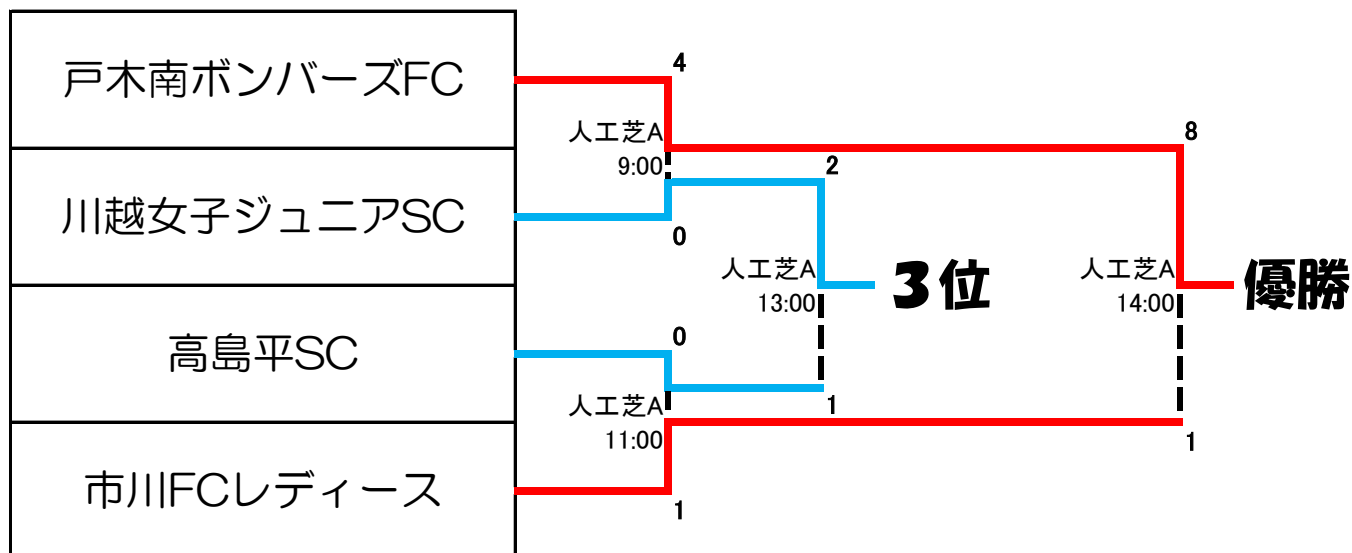 戸木南ボンバーズFC
川越女子ジュニアSC
高島平SC
市川FCレディース
4
人工芝A
9:00
0
2
人工芝A
13:00
3位
0
人工芝A
11:00
1
1
8
人工芝A
14:00
優勝
1